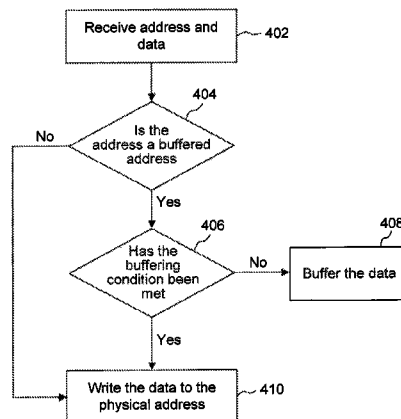 Receive address and
data
402
404
Is the
address a buffered
address
No
Yes
406
Has the
buffering
condition been
met
No
408
Buffer the data
Yes
Write the data to the
physical address
410